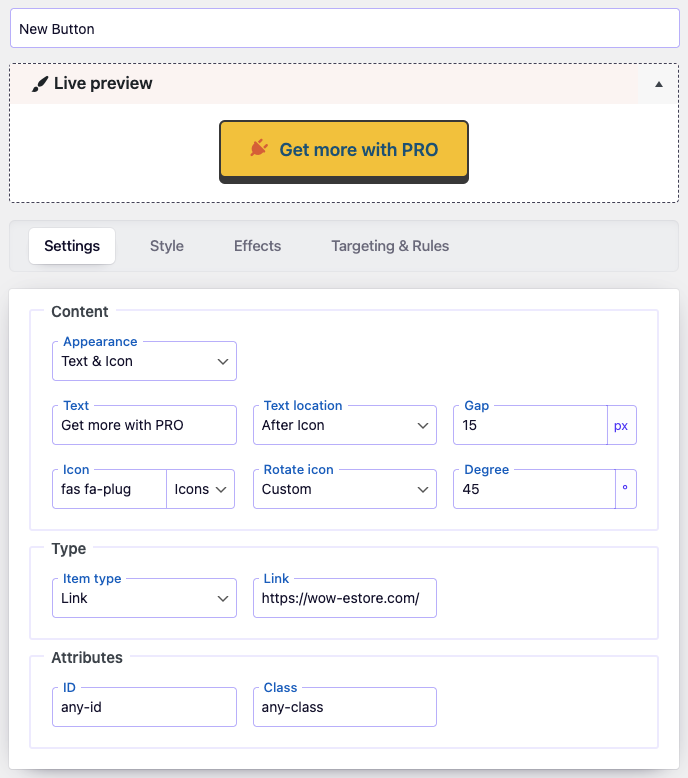 New Button
Live preview
Get more with PRO
Settings Style Effects Targeting & Rules
Content
Appearance
Text & Icon
Text Text location Gap
Get more with PRO After Icon 15 px
Icon Rotate icon Degree
fas fa-plug Icons Custom 45 °
Type
Item type Link
Link https://wow-estore.com/
Attributes
ID Class
any-id any-class